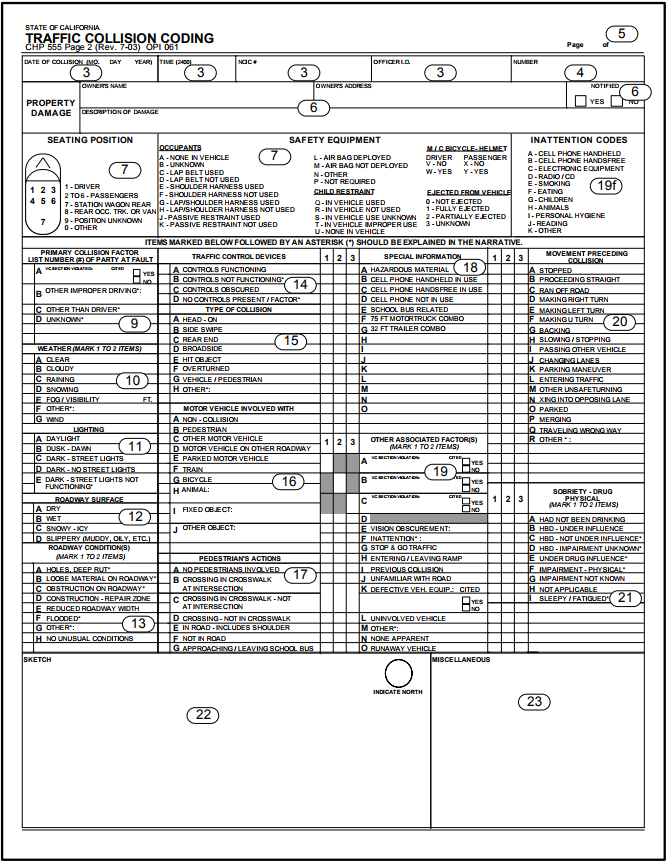 STATE OF CALIFORNIA
TRAFFIC COLLISION CODING
CHP 555 Page 2 (Rev. 7-03) OPI 061
Page of 5
DATE OF COLLISION (MO. DAY YEAR) 3
TIME (2400) 3
NCIC # 3
OFFICER I.D. 3
NUMBER 4
PROPERTY DAMAGE
OWNER'S NAME
OWNER'S ADDRESS
NOTIFIED 6
YES NO
DESCRIPTION OF DAMAGE 6
SEATING POSITION
7
1 2 3
4 5 6
7
1 - DRIVER
2 TO 6 - PASSENGERS
7 - STATION WAGON REAR
8 - REAR OCC. TRK. OR VAN
9 - POSITION UNKNOWN
0 - OTHER
SAFETY EQUIPMENT
7
OCCUPANTS
A - NONE IN VEHICLE
B - UNKNOWN
C - LAP BELT USED
D - LAP BELT NOT USED
E - SHOULDER HARNESS USED
F - SHOULDER HARNESS NOT USED
G - LAP/SHOULDER HARNESS USED
H - LAP/SHOULDER HARNESS NOT USED
J - PASSIVE RESTRAINT USED
K - PASSIVE RESTRAINT NOT USED
L - AIR BAG DEPLOYED
M - AIR BAG NOT DEPLOYED
N - OTHER
P - NOT REQUIRED
CHILD RESTRAINT
Q - IN VEHICLE USED
R - IN VEHICLE NOT USED
S - IN VEHICLE USE UNKNOWN
T - IN VEHICLE IMPROPER USE
U - NONE IN VEHICLE
M / C BICYCLE - HELMET
DRIVER PASSENGER
V - NO X - NO
W - YES Y - YES
EJECTED FROM VEHICLE
0 - NOT EJECTED
1 - FULLY EJECTED
2 - PARTIALLY EJECTED
3 - UNKNOWN
INATTENTION CODES
A - CELL PHONE HANDHELD
B - CELL PHONE HANDSFREE
C - ELECTRONIC EQUIPMENT
D - RADIO / CD
E - SMOKING
F - EATING
G - CHILDREN
H - ANIMALS
I - PERSONAL HYGIENE
J - READING
K - OTHER
19f
ITEMS MARKED BELOW FOLLOWED BY AN ASTERISK (*) SHOULD BE EXPLAINED IN THE NARRATIVE.
PRIMARY COLLISION FACTOR
LIST NUMBER (#) OF PARTY AT FAULT
A VC SECTION VIOLATED: CITED YES NO
B OTHER IMPROPER DRIVING*:
C OTHER THAN DRIVER*
D UNKNOWN*
9
WEATHER (MARK 1 TO 2 ITEMS)
A CLEAR
B CLOUDY
C RAINING
D SNOWING
E FOG / VISIBILITY FT.
F OTHER*:
G WIND
10
LIGHTING
A DAYLIGHT
B DUSK - DAWN
C DARK - STREET LIGHTS
D DARK - NO STREET LIGHTS
E DARK - STREET LIGHTS NOT FUNCTIONING*
11
ROADWAY SURFACE
A DRY
B WET
C SNOWY - ICY
D SLIPPERY (MUDDY, OILY, ETC.)
12
ROADWAY CONDITION(S)
(MARK 1 TO 2 ITEMS)
A HOLES, DEEP RUT*
B LOOSE MATERIAL ON ROADWAY*
C OBSTRUCTION ON ROADWAY*
D CONSTRUCTION - REPAIR ZONE
E REDUCED ROADWAY WIDTH
F FLOODED*
G OTHER*:
H NO UNUSUAL CONDITIONS
13
TRAFFIC CONTROL DEVICES 1 2 3
A CONTROLS FUNCTIONING
B CONTROLS NOT FUNCTIONING*
C CONTROLS OBSCURED
D NO CONTROLS PRESENT / FACTOR*
14
TYPE OF COLLISION
A HEAD - ON
B SIDE SWIPE
C REAR END
D BROADSIDE
E HIT OBJECT
F OVERTURNED
G VEHICLE / PEDESTRIAN
H OTHER*:
15
MOTOR VEHICLE INVOLVED WITH
A NON - COLLISION
B PEDESTRIAN
C OTHER MOTOR VEHICLE
D MOTOR VEHICLE ON OTHER ROADWAY
E PARKED MOTOR VEHICLE
F TRAIN
G BICYCLE
H ANIMAL:
I FIXED OBJECT:
J OTHER OBJECT:
16
1 2 3
PEDESTRIAN'S ACTIONS
A NO PEDESTRIANS INVOLVED
B CROSSING IN CROSSWALK AT INTERSECTION
C CROSSING IN CROSSWALK - NOT AT INTERSECTION
D CROSSING - NOT IN CROSSWALK
E IN ROAD - INCLUDES SHOULDER
F NOT IN ROAD
G APPROACHING / LEAVING SCHOOL BUS
17
SPECIAL INFORMATION 1 2 3
A HAZARDOUS MATERIAL
B CELL PHONE HANDHELD IN USE
C CELL PHONE HANDSFREE IN USE
D CELL PHONE NOT IN USE
E SCHOOL BUS RELATED
F 75 FT MOTORTRUCK COMBO
G 32 FT TRAILER COMBO
H
I
J
K
L
M
N
O
18
OTHER ASSOCIATED FACTOR(S)
(MARK 1 TO 2 ITEMS)
A VC SECTION VIOLATION: CITED YES NO
B VC SECTION VIOLATION: CITED YES NO
C VC SECTION VIOLATION: CITED YES NO
D
E VISION OBSCUREMENT:
F INATTENTION*:
G STOP & GO TRAFFIC
H ENTERING / LEAVING RAMP
I PREVIOUS COLLISION
J UNFAMILIAR WITH ROAD
K DEFECTIVE VEH. EQUIP.: CITED YES NO
L UNINVOLVED VEHICLE
M OTHER*:
N NONE APPARENT
O RUNAWAY VEHICLE
19
1 2 3
MOVEMENT PRECEDING COLLISION
A STOPPED
B PROCEEDING STRAIGHT
C RAN OFF ROAD
D MAKING RIGHT TURN
E MAKING LEFT TURN
F MAKING U TURN
G BACKING
H SLOWING / STOPPING
I PASSING OTHER VEHICLE
J CHANGING LANES
K PARKING MANEUVER
L ENTERING TRAFFIC
M OTHER UNSAFE TURNING
N XING INTO OPPOSING LANE
O PARKED
P MERGING
Q TRAVELING WRONG WAY
R OTHER *:
20
SOBRIETY - DRUG PHYSICAL
(MARK 1 TO 2 ITEMS)
A HAD NOT BEEN DRINKING
B HBD - UNDER INFLUENCE
C HBD - NOT UNDER INFLUENCE*
D HBD - IMPAIRMENT UNKNOWN*
E UNDER DRUG INFLUENCE*
F IMPAIRMENT - PHYSICAL*
G IMPAIRMENT NOT KNOWN
H NOT APPLICABLE
I SLEEPY / FATIGUED*
21
SKETCH
INDICATE NORTH
22
MISCELLANEOUS
23